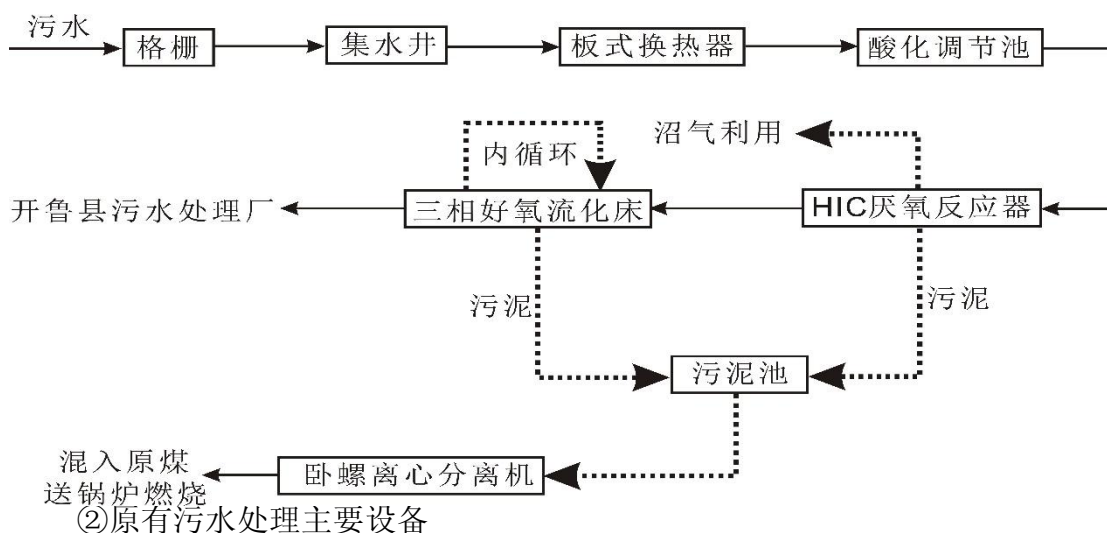 污水
格栅
集水井
板式换热器
酸化调节池
沼气利用
内循环
开鲁县污水处理厂
三相好氧流化床
HIC厌氧反应器
污泥
污泥
污泥池
混入原煤
送锅炉燃烧
卧螺离心分离机
②原有污水处理主要设备